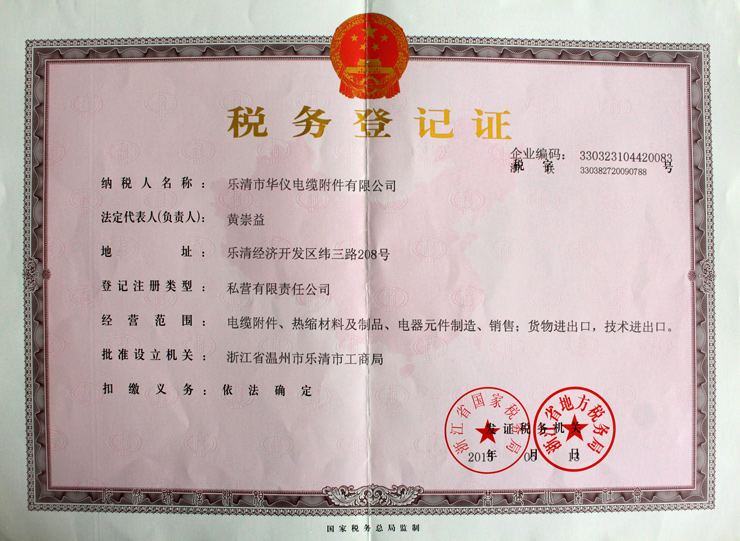 税务登记证
企业编码： 330323104420083
浙 税 联 字 330382720090788 号
纳税人名称： 乐清市华仪电缆附件有限公司
法定代表人(负责人)： 黄崇益
地 址： 乐清经济开发区纬三路208号
登记注册类型： 私营有限责任公司
经营范围： 电缆附件、热缩材料及制品、电器元件制造、销售；货物进出口，技术进出口。
批准设立机关： 浙江省温州市乐清市工商局
扣缴义务： 依法确定
浙江省国家税务局
浙江省地方税务局
发证税务机关
年 月 日
国家税务总局监制